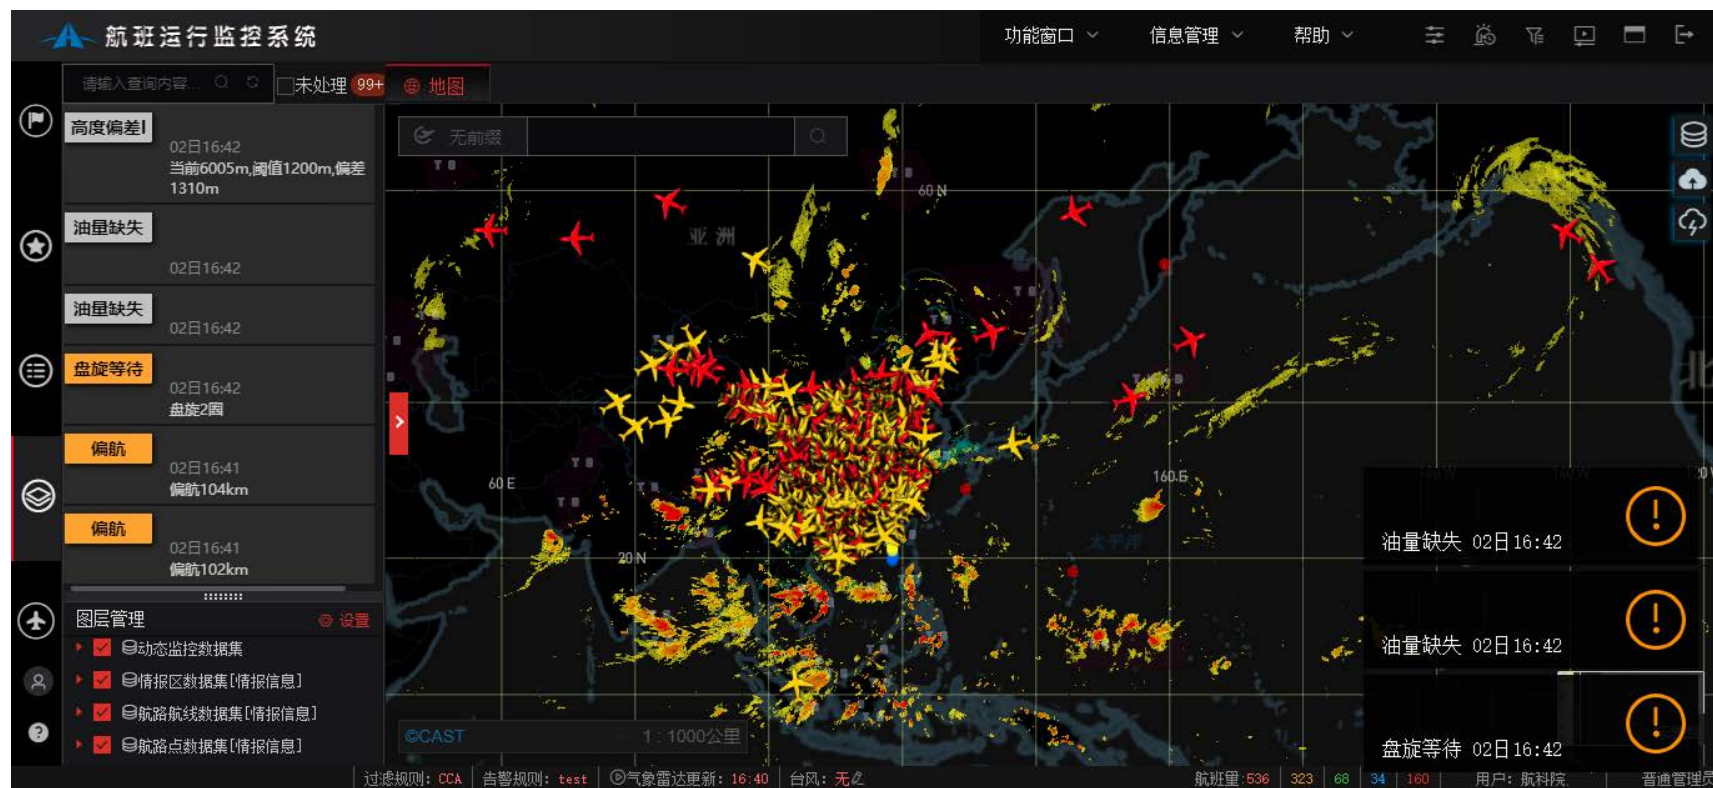 航班运行监控系统
功能窗口
信息管理
帮助
请输入查询内容...
未处理 99+
地图
高度偏差
02日16:42
当前6005m,阈值1200m,偏差
1310m
油量缺失
02日16:42
油量缺失
02日16:42
盘旋等待
02日16:42
盘旋2圈
偏航
02日16:41
偏航104km
偏航
02日16:41
偏航102km
图层管理
设置
动态监控数据集
情报区数据集[情报信息]
航路航线数据集[情报信息]
航路点数据集[情报信息]
无前缀
60 N
亚洲
60 E
160 E
20 N
太平洋
北
©CAST
1：1000公里
油量缺失 02日16:42
油量缺失 02日16:42
盘旋等待 02日16:42
过滤规则: CCA
告警规则: test
气象雷达更新: 16:40
台风: 无
航班量:536
323
68
34
160
用户: 航科院
普通管理员